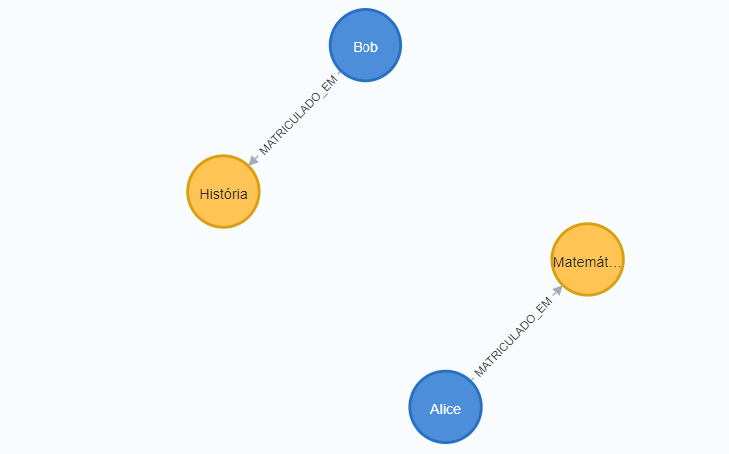 Bob
MATRICULADO_EM
História
Matemát…
MATRICULADO_EM
Alice